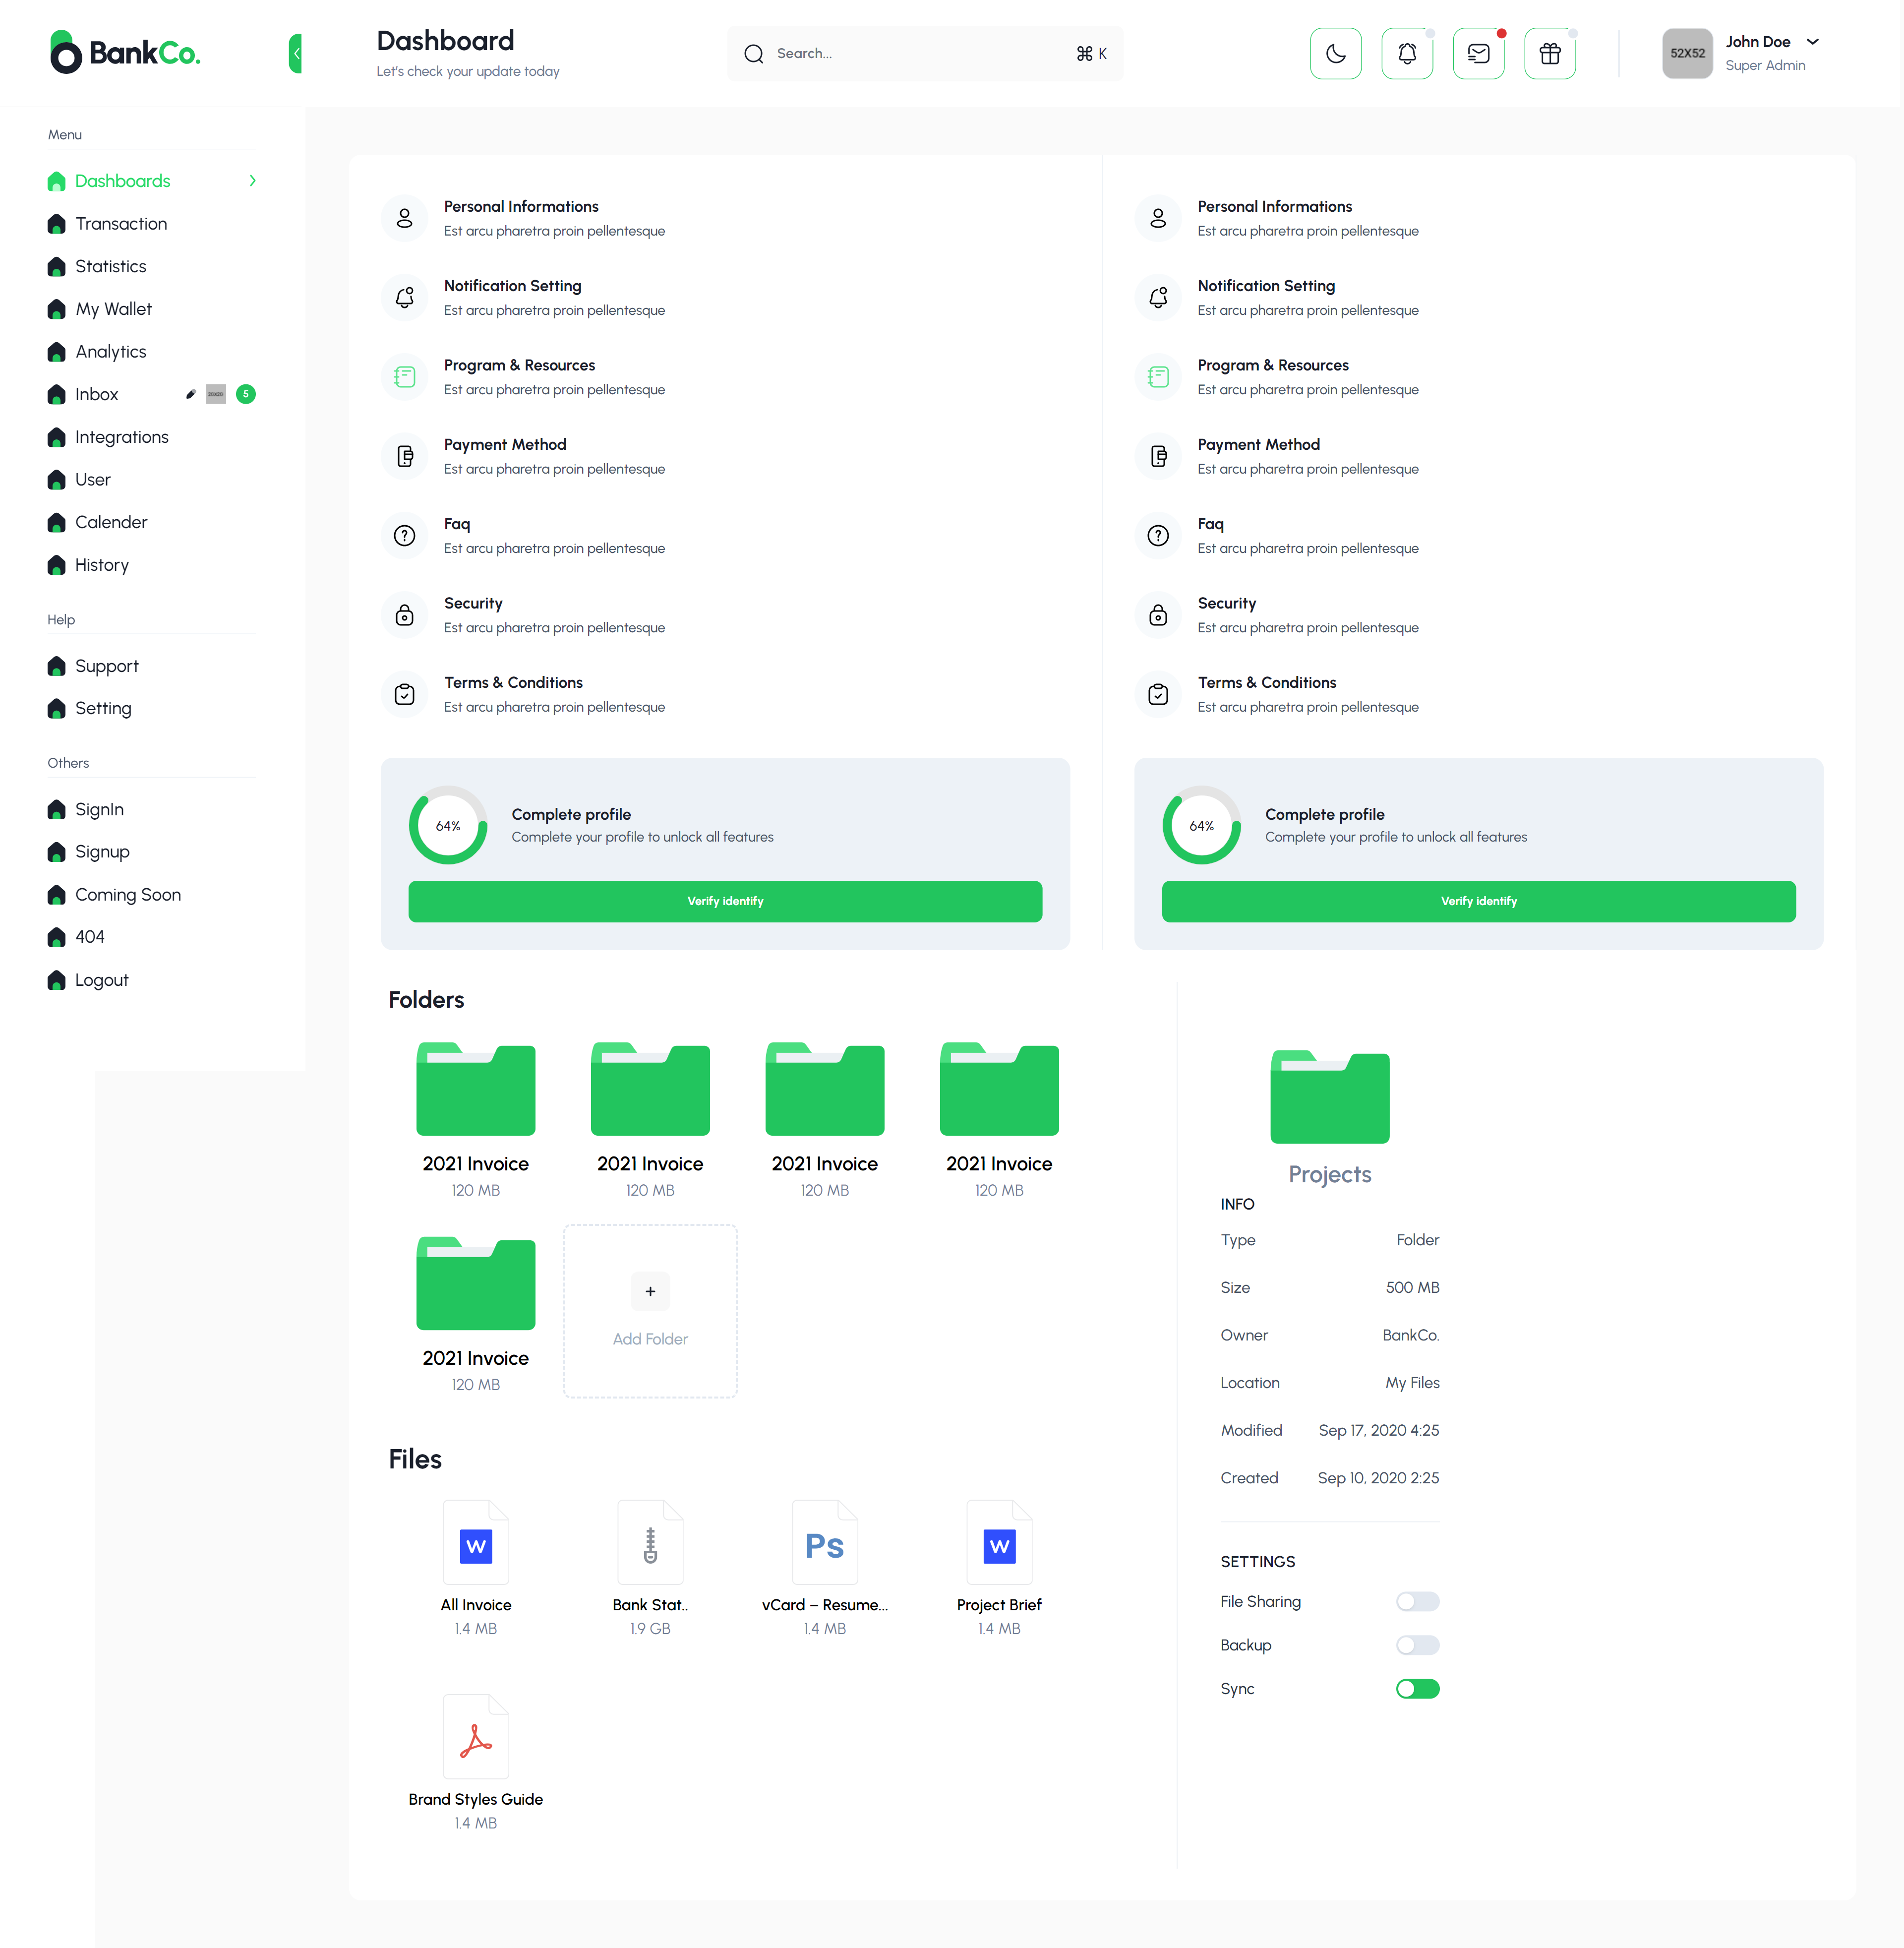 BankCo.
Dashboard
Let's check your update today
Search...
⌘ K
52X52
John Doe
Super Admin
Menu
Dashboards
Transaction
Statistics
My Wallet
Analytics
Inbox
20X20
5
Integrations
User
Calender
History
Help
Support
Setting
Others
SignIn
Signup
Coming Soon
404
Logout
Personal Informations
Est arcu pharetra proin pellentesque
Notification Setting
Est arcu pharetra proin pellentesque
Program & Resources
Est arcu pharetra proin pellentesque
Payment Method
Est arcu pharetra proin pellentesque
Faq
Est arcu pharetra proin pellentesque
Security
Est arcu pharetra proin pellentesque
Terms & Conditions
Est arcu pharetra proin pellentesque
64%
Complete profile
Complete your profile to unlock all features
Verify identify
Personal Informations
Est arcu pharetra proin pellentesque
Notification Setting
Est arcu pharetra proin pellentesque
Program & Resources
Est arcu pharetra proin pellentesque
Payment Method
Est arcu pharetra proin pellentesque
Faq
Est arcu pharetra proin pellentesque
Security
Est arcu pharetra proin pellentesque
Terms & Conditions
Est arcu pharetra proin pellentesque
64%
Complete profile
Complete your profile to unlock all features
Verify identify
Folders
2021 Invoice
120 MB
2021 Invoice
120 MB
2021 Invoice
120 MB
2021 Invoice
120 MB
2021 Invoice
120 MB
+
Add Folder
Files
W
All Invoice
1.4 MB
Bank Stat..
1.9 GB
Ps
vCard – Resume...
1.4 MB
W
Project Brief
1.4 MB
Brand Styles Guide
1.4 MB
Projects
INFO
Type Folder
Size 500 MB
Owner BankCo.
Location My Files
Modified Sep 17, 2020 4:25
Created Sep 10, 2020 2:25
SETTINGS
File Sharing
Backup
Sync